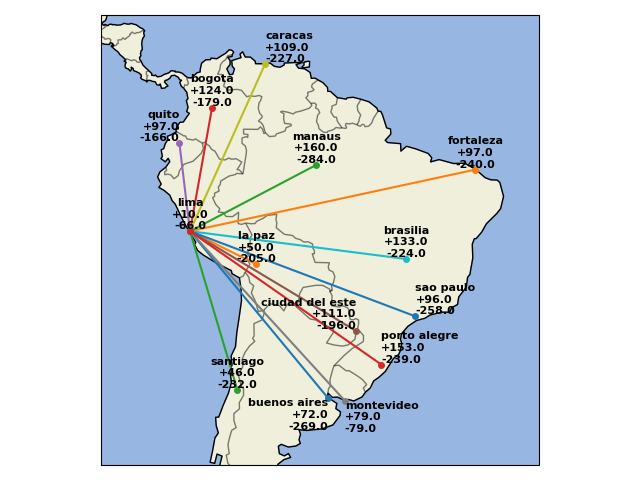 caracas
+109.0
-227.0
bogota
+124.0
-179.0
quito
+97.0
-166.0
manaus
+160.0
-284.0
fortaleza
+97.0
-240.0
lima
+10.0
-66.0
la paz
+50.0
-205.0
brasilia
+133.0
-224.0
sao paulo
+96.0
-258.0
ciudad del este
+111.0
-196.0
porto alegre
+153.0
-239.0
santiago
+46.0
-232.0
buenos aires
+72.0
-269.0
montevideo
+79.0
-79.0